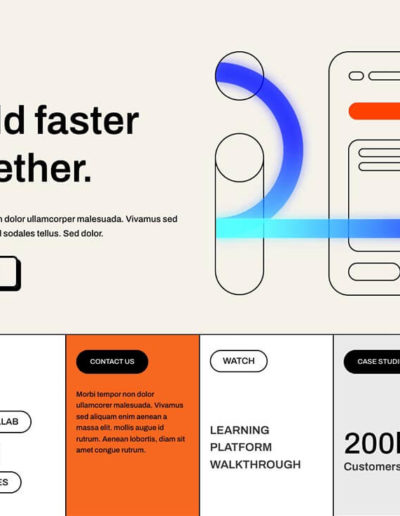 ld faster
ether.
n dolor ullamcorper malesuada. Vivamus sed
l sodales tellus. Sed dolor.
LAB
ES
CONTACT US
Morbi tempor non dolor
ullamcorper malesuada. Vivamus
sed aliquam enim aenean a
massa elit. mollis augue id
rutrum. Aenean lobortis, diam sit
amet congue rutrum.
WATCH
LEARNING
PLATFORM
WALKTHROUGH
CASE STUDI
200
Customers